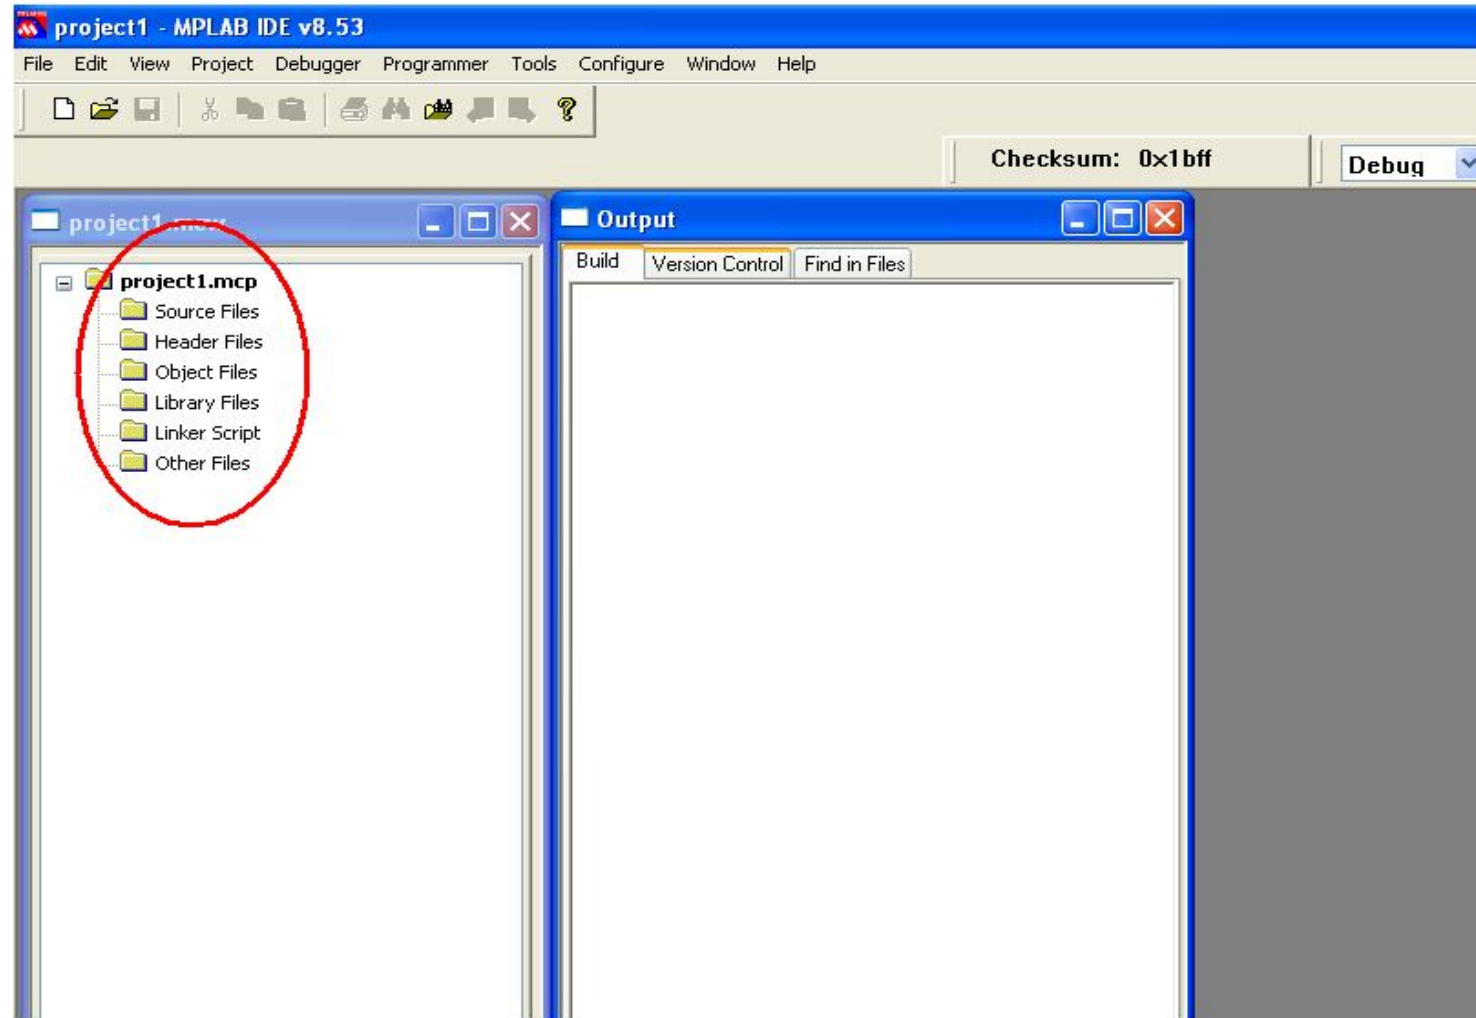 project1 - MPLAB IDE v8.53
File Edit View Project Debugger Programmer Tools Configure Window Help
Checksum: 0x1bff
Debug
project1.mcw
Output
Build Version Control Find in Files
project1.mcp
Source Files
Header Files
Object Files
Library Files
Linker Script
Other Files